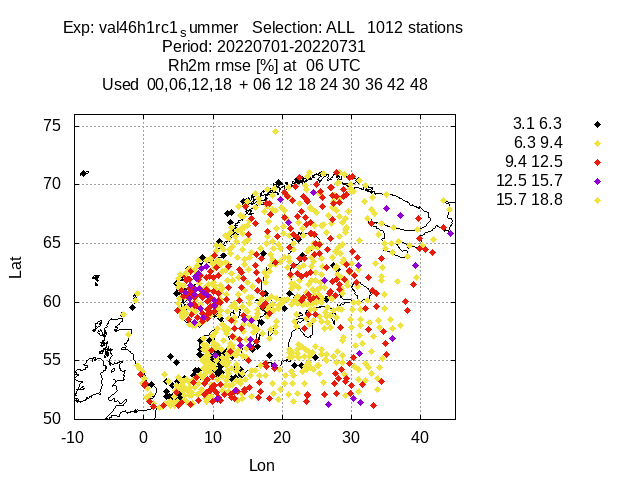 Exp: val46h1rc1summer   Selection: ALL   1012 stations
Period: 20220701-20220731
Rh2m rmse [%] at  06 UTC
Used  00,06,12,18  + 06 12 18 24 30 36 42 48
3.1 6.3
6.3 9.4
9.4 12.5
12.5 15.7
15.7 18.8
75
70
65
60
55
50
Lat
-10 0 10 20 30 40
Lon